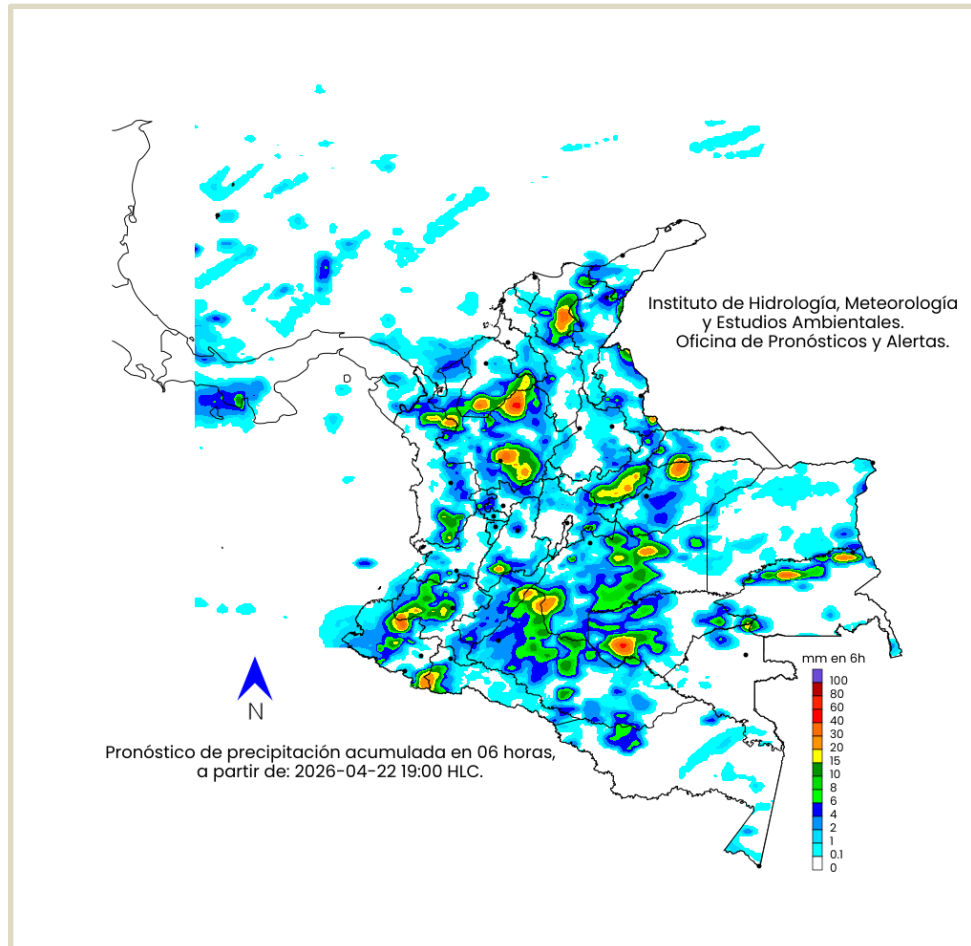 Instituto de Hidrología, Meteorología
y Estudios Ambientales.
Oficina de Pronósticos y Alertas.
D
mm en 6h
100
80
60
40
30
20
15
10
8
6
4
2
1
0.1
0
N
Pronóstico de precipitación acumulada en 06 horas,
a partir de: 2026-04-22 19:00 HLC.